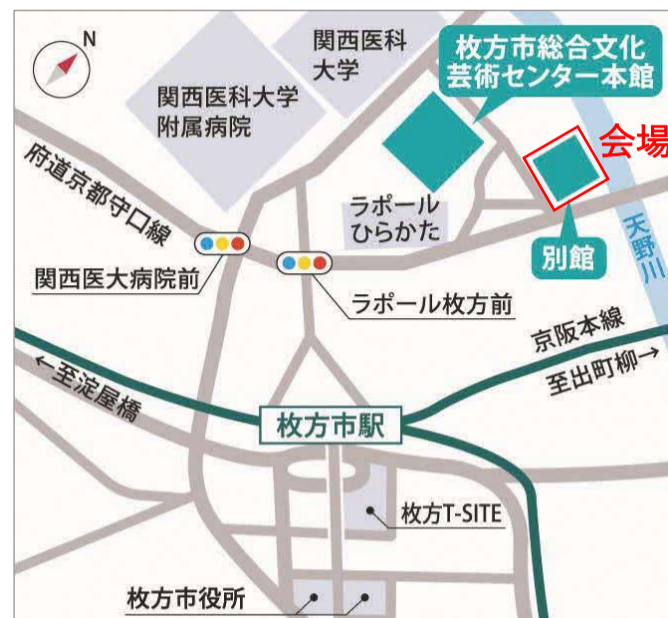 N
関西医科
大学
枚方市総合文化
芸術センター本館
関西医科大学
附属病院
会場
府道京都守口線
ラポール
ひらかた
別館
天野川
関西医大病院前
ラポール枚方前
京阪本線
至出町柳→
←至淀屋橋
枚方市駅
枚方T-SITE
枚方市役所